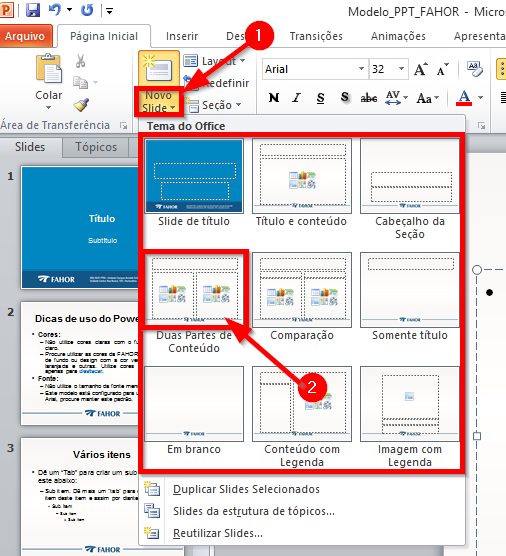 Modelo_PPT_FAHOR - Micros
Arquivo
Página Inicial
Inserir
De
Transições
Animações
Apresenta
1
Colar
Novo
Slide
Layout
Redefinir
Seção
Arial
32
A A
N I S S abc AV Aa A
Área de Transferência
Slides
Tópicos
Tema do Office
Slide de título
Título e conteúdo
Cabeçalho da
Seção
Duas Partes de
Conteúdo
Comparação
Somente título
2
Em branco
Conteúdo com
Legenda
Imagem com
Legenda
Duplicar Slides Selecionados
Slides da estrutura de tópicos...
Reutilizar Slides...
1
Título
Subtítulo
FAHOR
2
Dicas de uso do Powe
• Cores:
– Não utilize cores claras com o f
claro.
– Procure utilizar as cores da FAHOR
de fundo ou design com a cor ve
laranjada e outras. Utilize cores
apenas para destacar.
• Fonte:
– Não utilize o tamanho da fonte men
– Este modelo está configurado para u
Arial, procure manter este padrão.
FAHOR
3
Vários itens
• Dê um "Tab" para criar um sub
este abaixo:
– Sub item. Dê mais um "tab" para
item deste item e assim por diante
• Sub item
– Sub item
• Sub item
FAHOR